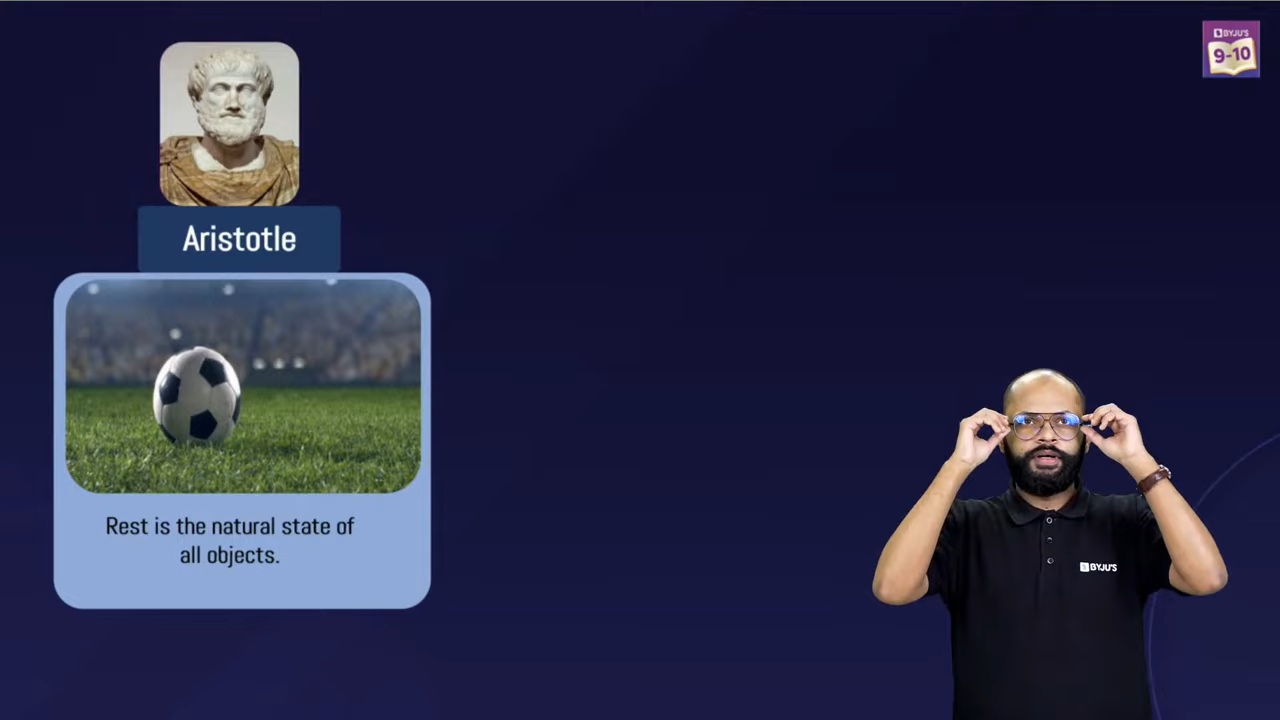 BYJU'S
9-10
Aristotle
Rest is the natural state of
all objects.
BYJU'S